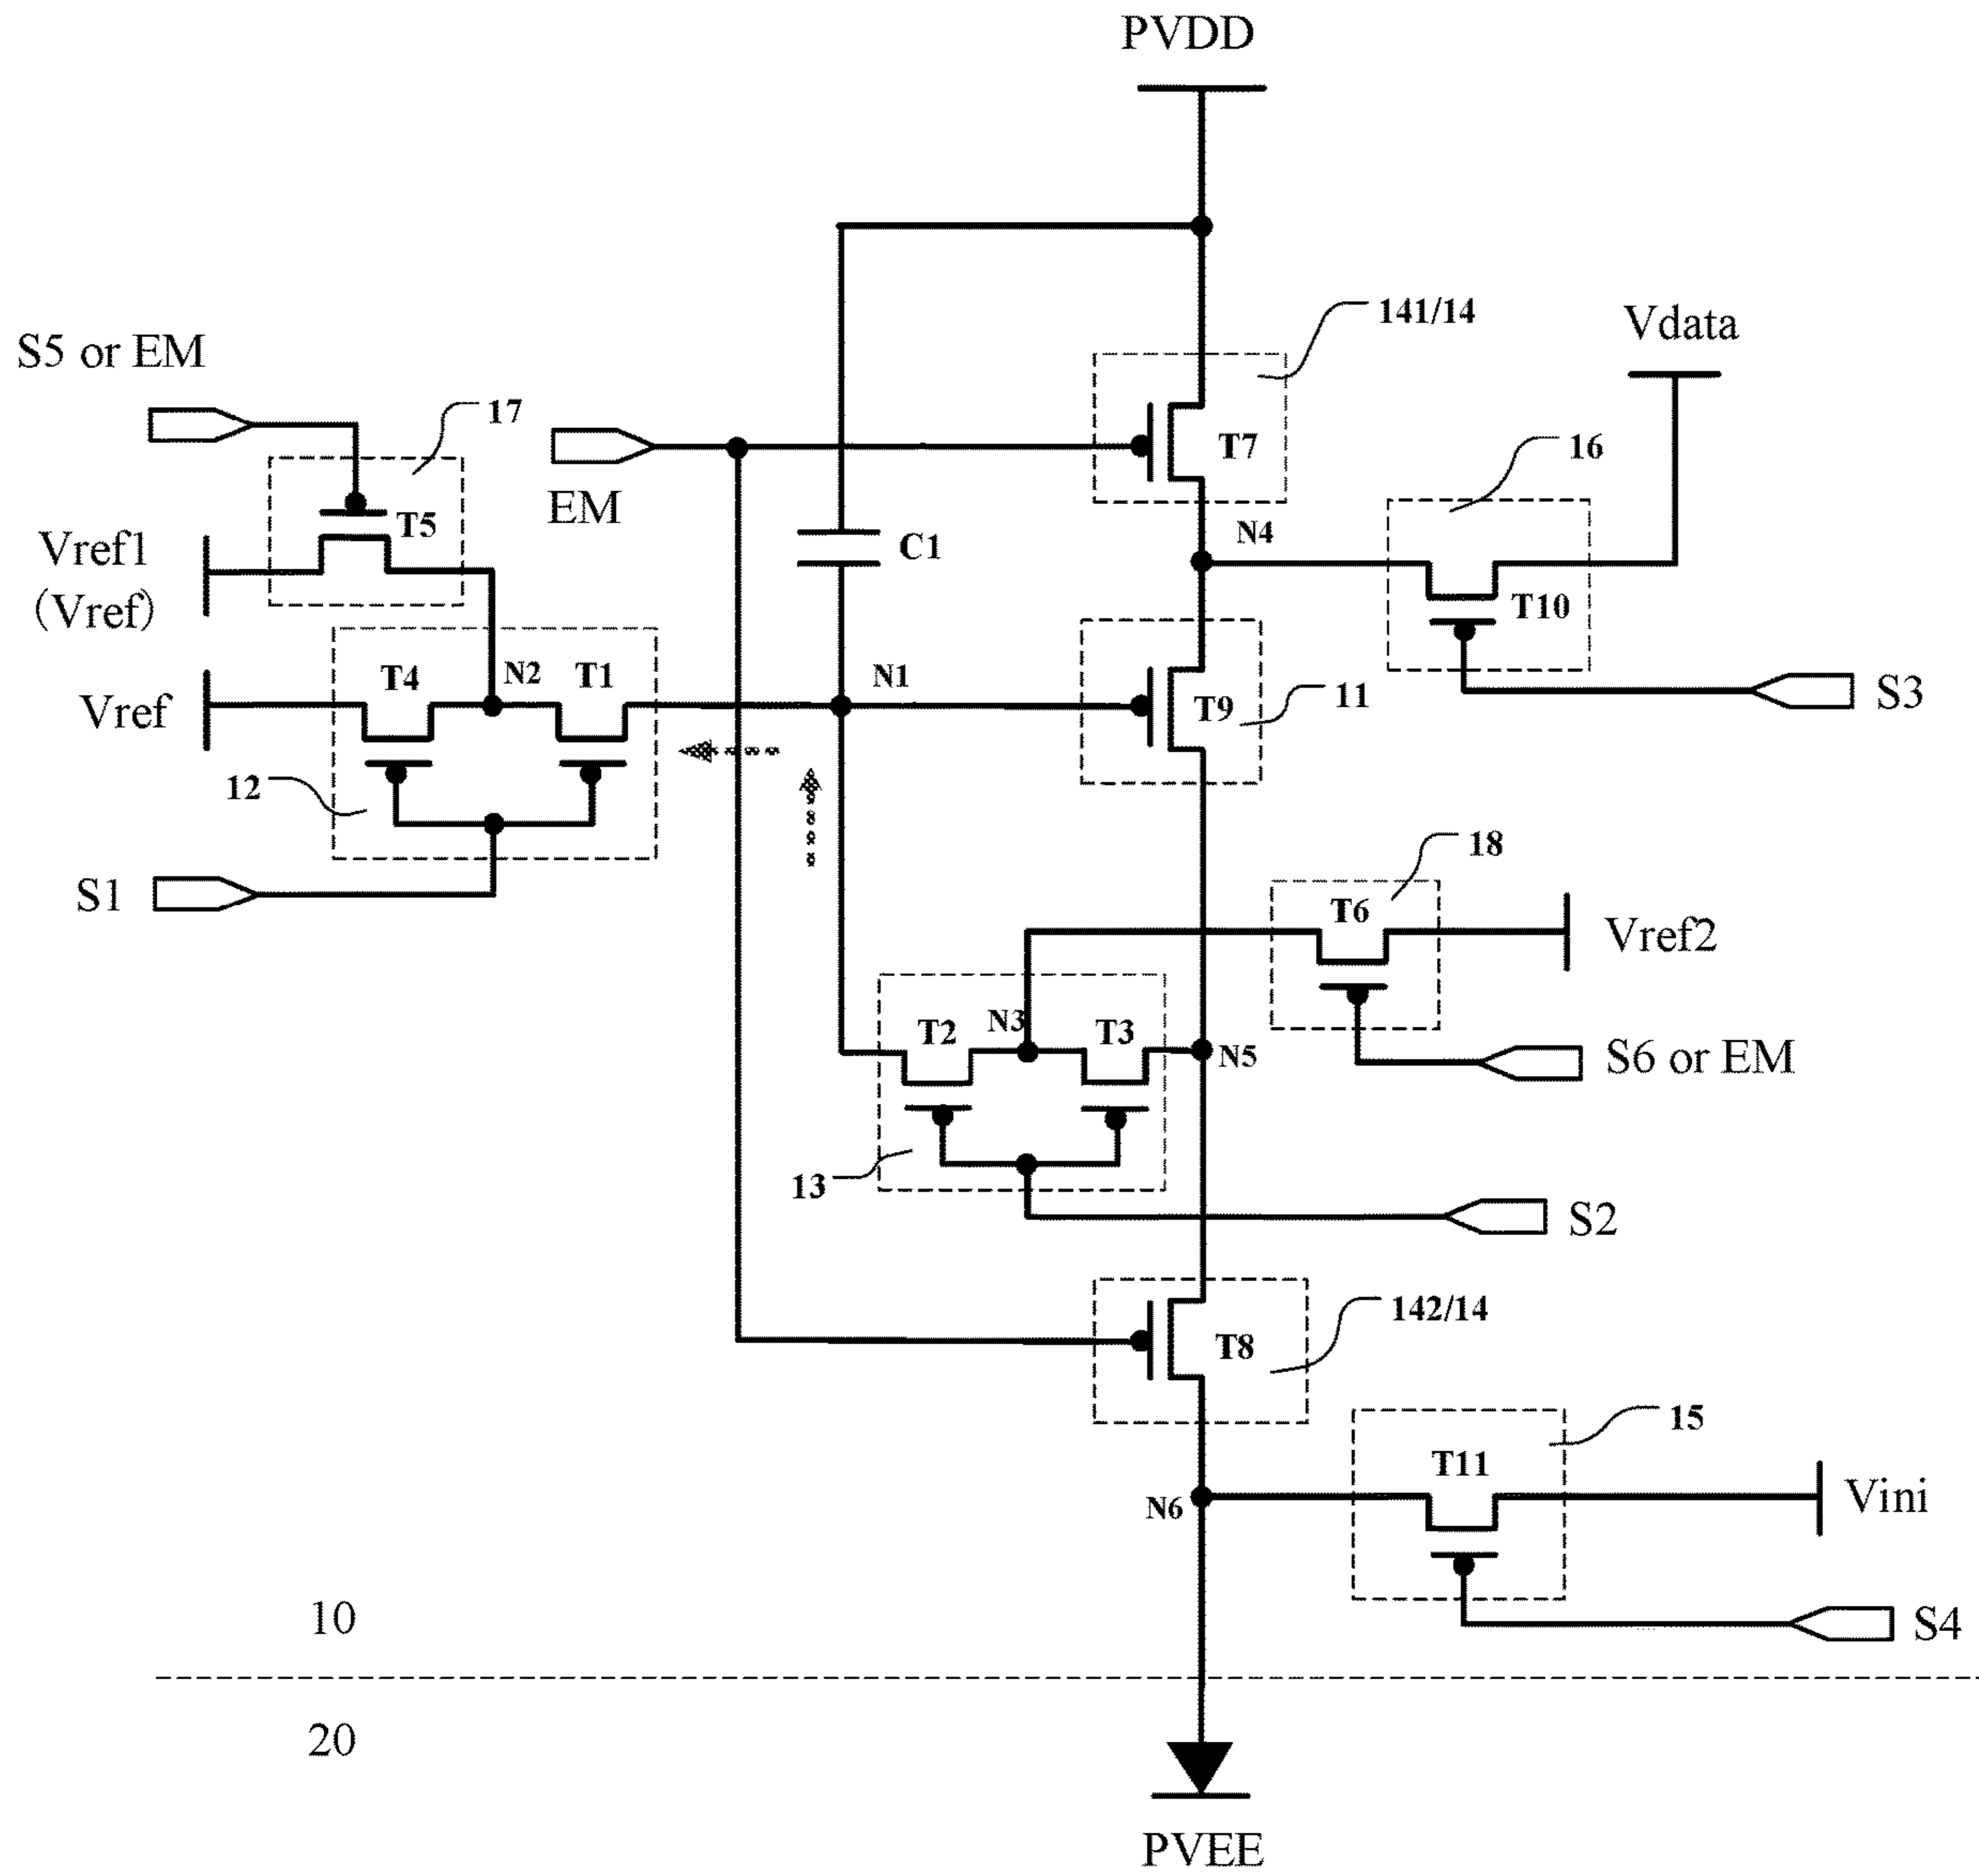 PVDD
141/14
Vdata
S5 or EM
17
16
T7
EM
T5
N4
Vref1
(Vref)
C1
T10
T4
N2
T1
N1
Vref
T9
11
S3
12
18
S1
T6
Vref2
T2
N3
T3
N5
S6 or EM
13
S2
142/14
T8
15
T11
N6
Vini
10
S4
20
PVEE